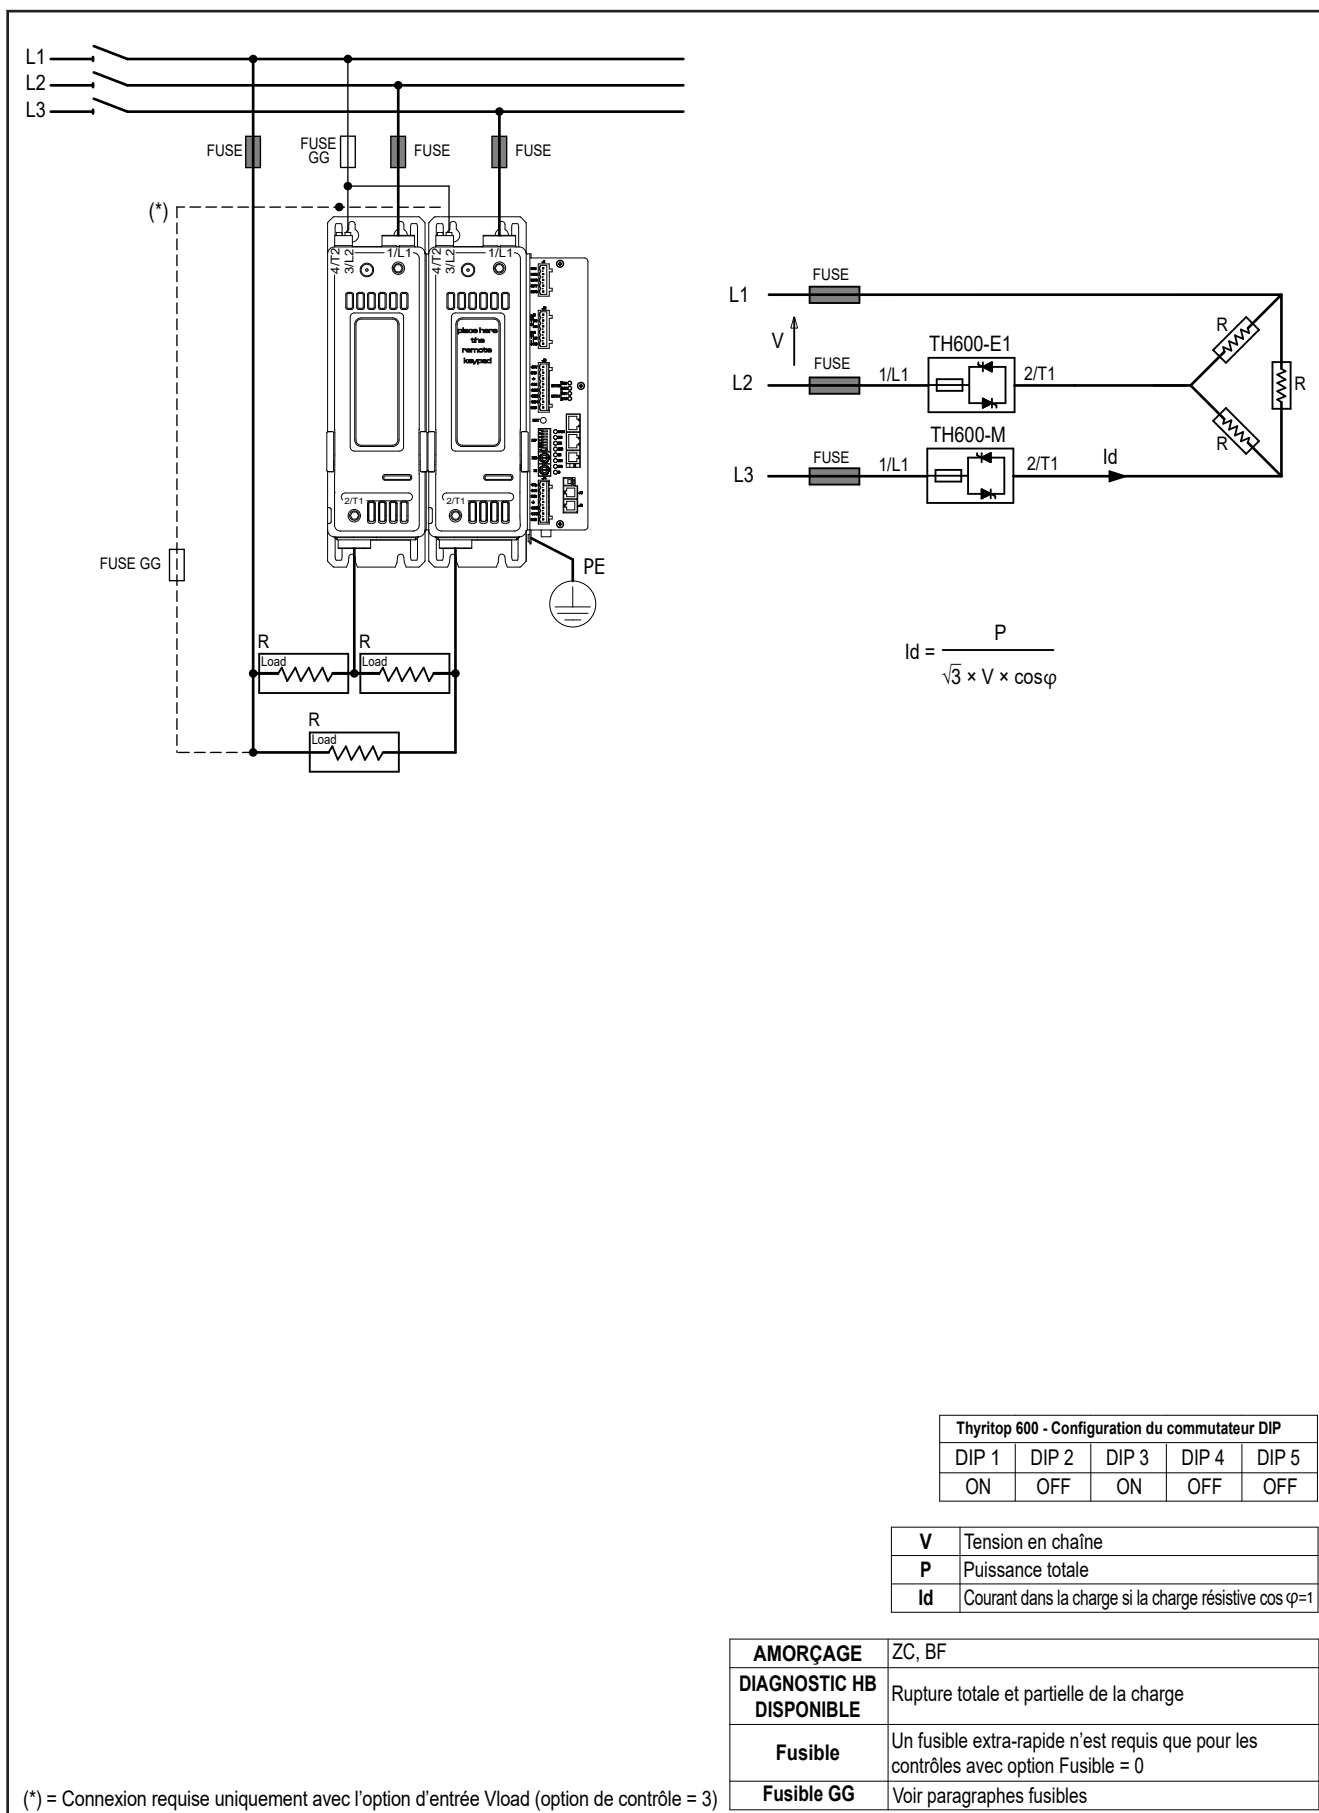 L1
L2
L3
FUSE
FUSE GG
FUSE
FUSE
(*)
4/T2
3/L2
1/L1
4/T2
3/L2
1/L1
place here
the
remote
keypad
2/T1
2/T1
FUSE GG
PE
R
Load
R
Load
R
Load
L1
FUSE
V
TH600-E1
L2
FUSE
1/L1
2/T1
TH600-M
L3
FUSE
1/L1
2/T1
Id
R
R
R
Id = P
√3 × V × cosφ
Thyritop 600 - Configuration du commutateur DIP
DIP 1 DIP 2 DIP 3 DIP 4 DIP 5
ON OFF ON OFF OFF
V Tension en chaîne
P Puissance totale
Id Courant dans la charge si la charge résistive cos φ=1
AMORÇAGE ZC, BF
DIAGNOSTIC HB
DISPONIBLE
Rupture totale et partielle de la charge
Fusible
Un fusible extra-rapide n’est requis que pour les
contrôles avec option Fusible = 0
Fusible GG Voir paragraphes fusibles
(*) = Connexion requise uniquement avec l’option d’entrée Vload (option de contrôle = 3)